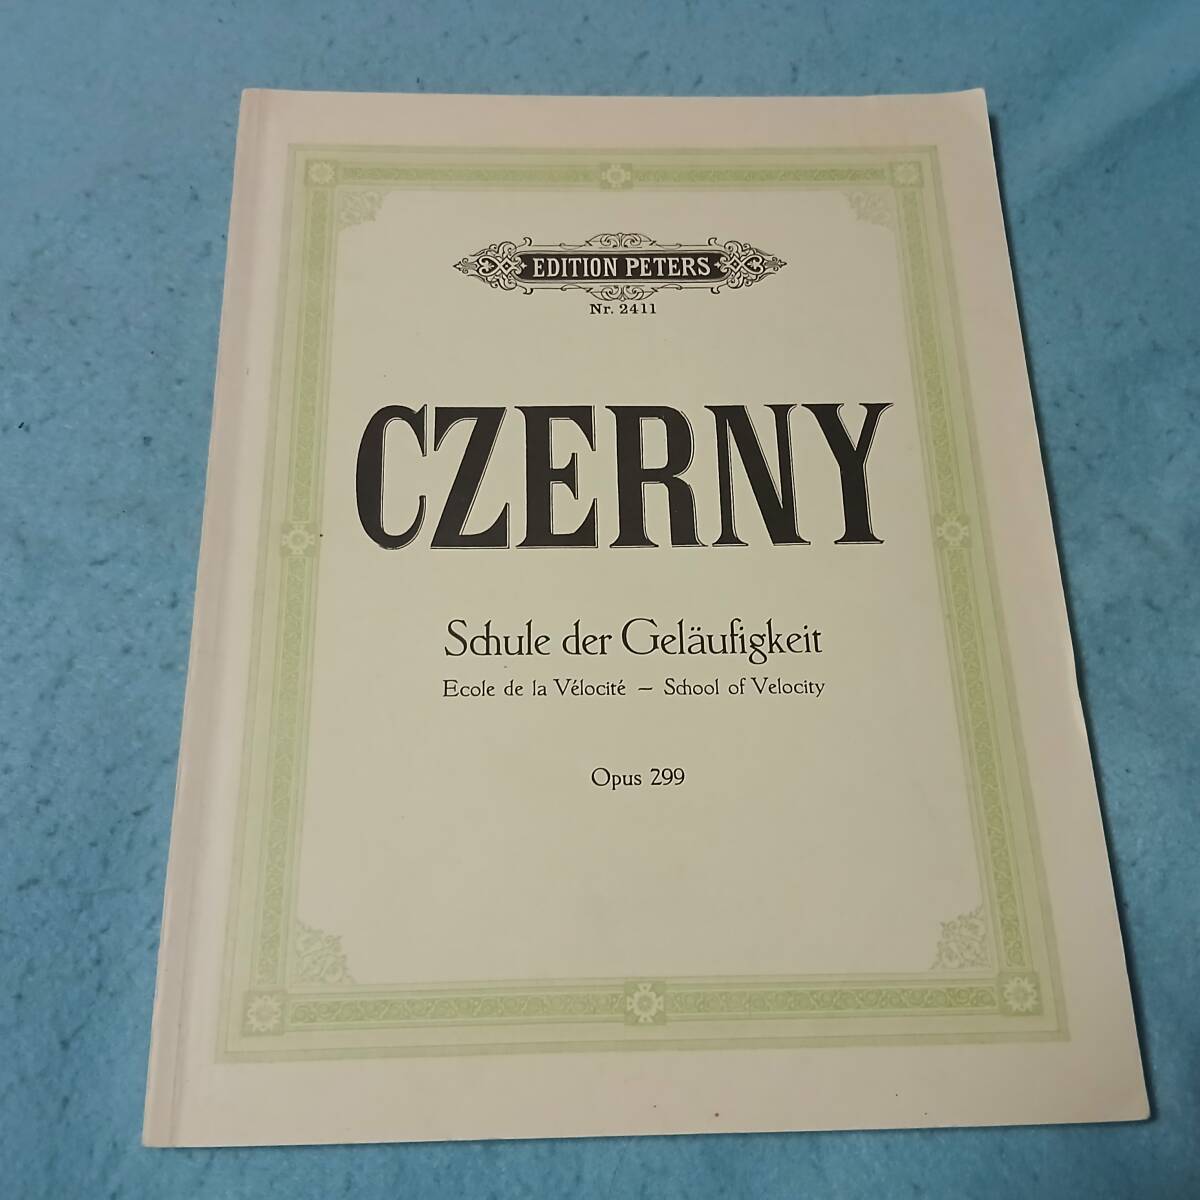 EDITION PETERS
Nr. 2411
CZERNY
Schule der Geläufigkeit
Ecole de la Vélocité – School of Velocity
Opus 299